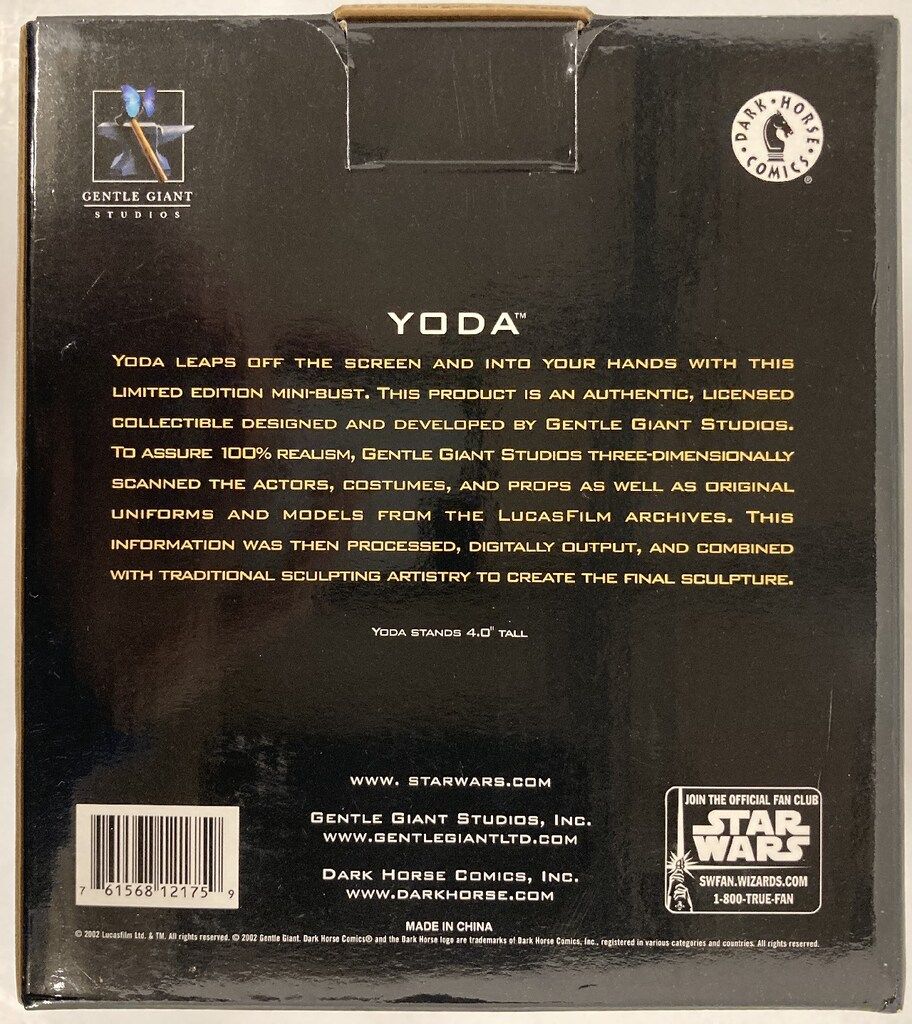 GENTLE GIANT
STUDIOS
DARK • HORSE • COMICS •
®
YODA™
YODA LEAPS OFF THE SCREEN AND INTO YOUR HANDS WITH THIS
LIMITED EDITION MINI-BUST. THIS PRODUCT IS AN AUTHENTIC, LICENSED
COLLECTIBLE DESIGNED AND DEVELOPED BY GENTLE GIANT STUDIOS.
TO ASSURE 100% REALISM, GENTLE GIANT STUDIOS THREE-DIMENSIONALLY
SCANNED THE ACTORS, COSTUMES, AND PROPS AS WELL AS ORIGINAL
UNIFORMS AND MODELS FROM THE LUCASFILM ARCHIVES. THIS
INFORMATION WAS THEN PROCESSED, DIGITALLY OUTPUT, AND COMBINED
WITH TRADITIONAL SCULPTING ARTISTRY TO CREATE THE FINAL SCULPTURE.
YODA STANDS 4.0" TALL
WWW. STARWARS.COM
GENTLE GIANT STUDIOS, INC.
WWW.GENTLEGIANTLTD.COM
DARK HORSE COMICS, INC.
WWW.DARKHORSE.COM
7 61568 12175 9
JOIN THE OFFICIAL FAN CLUB
STAR
WARS
SWFAN.WIZARDS.COM
1-800-TRUE-FAN
MADE IN CHINA
© 2002 Lucasfilm Ltd. & TM. All rights reserved. © 2002 Gentle Giant. Dark Horse Comics® and the Dark Horse logo are trademarks of Dark Horse Comics, Inc., registered in various categories and countries. All rights reserved.